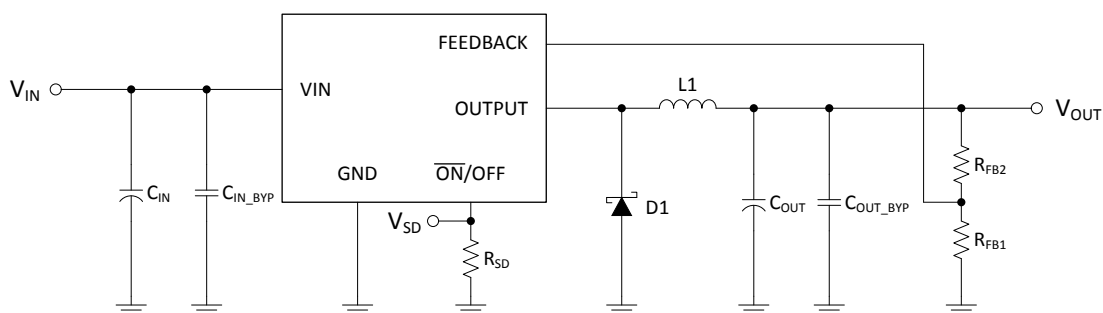 FEEDBACK
L1
V_IN
VIN
OUTPUT
V_OUT
GND
ON/OFF
R_FB2
C_IN
C_IN_BYP
V_SD
D1
C_OUT
C_OUT_BYP
R_SD
R_FB1